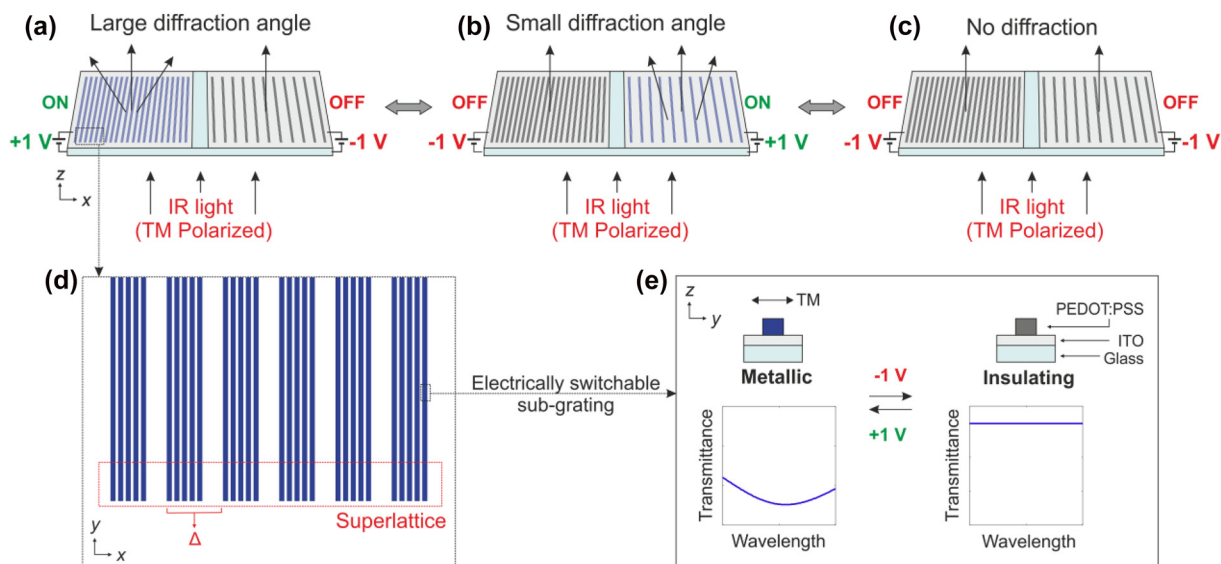 (a)
Large diffraction angle
ON
+1 V
OFF
-1 V
z
x
IR light
(TM Polarized)
(b)
Small diffraction angle
OFF
-1 V
ON
+1 V
IR light
(TM Polarized)
(c)
No diffraction
OFF
-1 V
OFF
-1 V
IR light
(TM Polarized)
(d)
Superlattice
Δ
y
x
Electrically switchable
sub-grating
(e)
z
y
TM
PEDOT:PSS
ITO
Glass
Metallic
-1 V
+1 V
Insulating
Transmittance
Wavelength
Transmittance
Wavelength